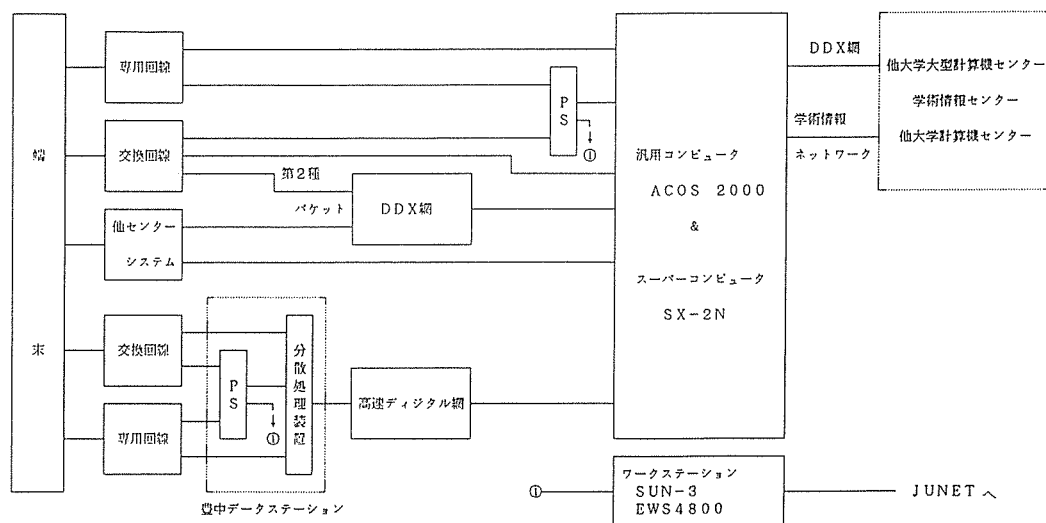 端
末
専用回線
交換回線
他センター
システム
交換回線
専用回線
第2種
パケット
DDX網
PS
①
PS
①
分散処理装置
豊中データステーション
高速ディジタル網
汎用コンピュータ
ACOS 2000
&
スーパーコンピュータ
SX-2N
DDX網
学術情報
ネットワーク
他大学大型計算機センター
学術情報センター
他大学計算機センター
①
ワークステーション
SUN-3
EWS4800
JUNETへ